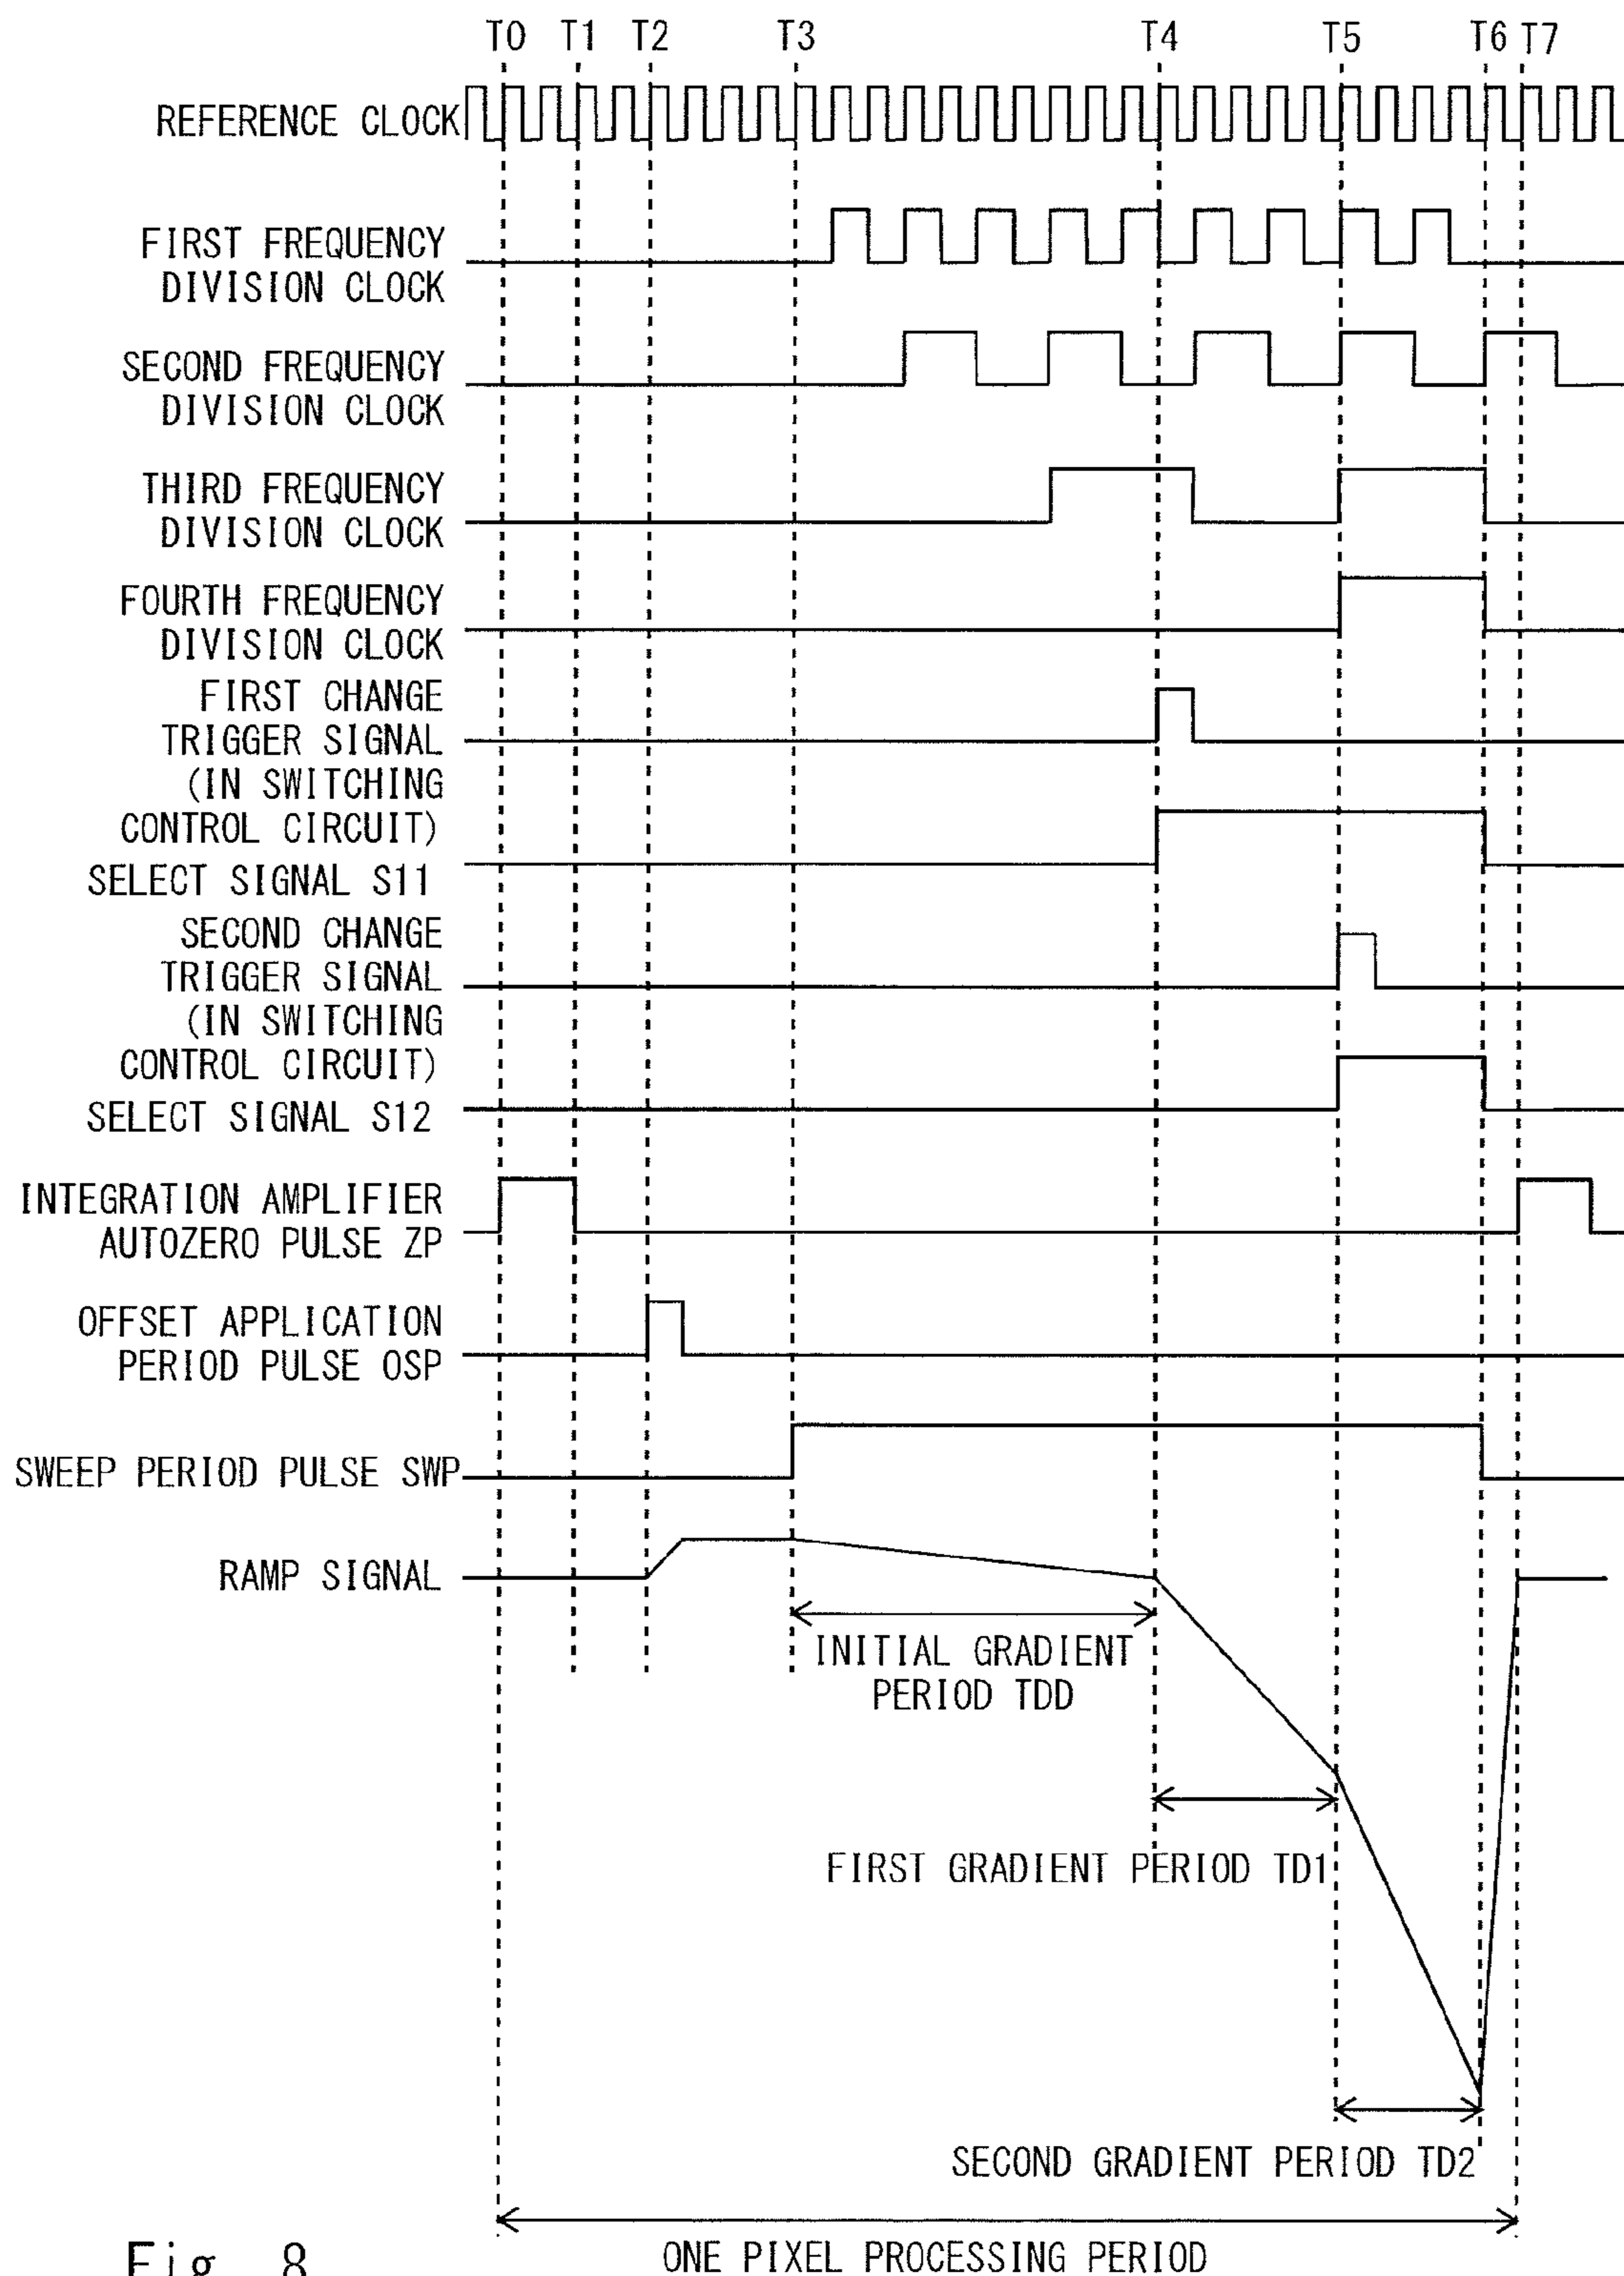 T0 T1 T2 T3 T4 T5 T6 T7
REFERENCE CLOCK
FIRST FREQUENCY
DIVISION CLOCK
SECOND FREQUENCY
DIVISION CLOCK
THIRD FREQUENCY
DIVISION CLOCK
FOURTH FREQUENCY
DIVISION CLOCK
FIRST CHANGE
TRIGGER SIGNAL
(IN SWITCHING
CONTROL CIRCUIT)
SELECT SIGNAL S11
SECOND CHANGE
TRIGGER SIGNAL
(IN SWITCHING
CONTROL CIRCUIT)
SELECT SIGNAL S12
INTEGRATION AMPLIFIER
AUTOZERO PULSE ZP
OFFSET APPLICATION
PERIOD PULSE OSP
SWEEP PERIOD PULSE SWP
RAMP SIGNAL
INITIAL GRADIENT
PERIOD TDD
FIRST GRADIENT PERIOD TD1
SECOND GRADIENT PERIOD TD2
ONE PIXEL PROCESSING PERIOD
Fig. 8